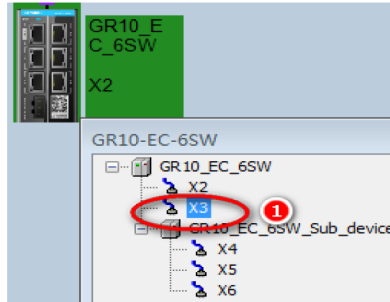 GR10_E
C_6SW
X2
GR10-EC-6SW
GR10_EC_6SW
X2
X3
1
GR10_EC_6SW_Sub_device
X4
X5
X6